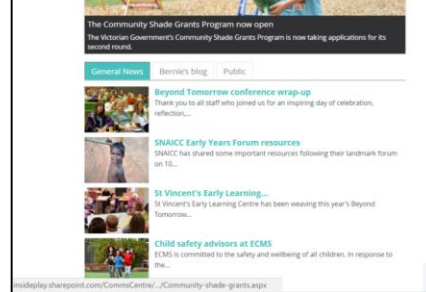 The Community Shade Grants Program now open
The Victorian Government's Community Shade Grants Program is now taking applications for its
second round.
General News
Bernie's blog
Public
Beyond Tomorrow conference wrap-up
Thank you to all staff who joined us for an inspiring day of celebration,
reflection,...
SNAICC Early Years Forum resources
SNAICC has shared some important resources following their landmark forum
on 10...
St Vincent's Early Learning...
St Vincent's Early Learning Centre has been weaving this year's Beyond
Tomorrow...
Child safety advisors at ECMS
ECMS is committed to the safety and wellbeing of all children. In response to
the...
insideplay.sharepoint.com/CommsCentre/.../Community-shade-grants.aspx